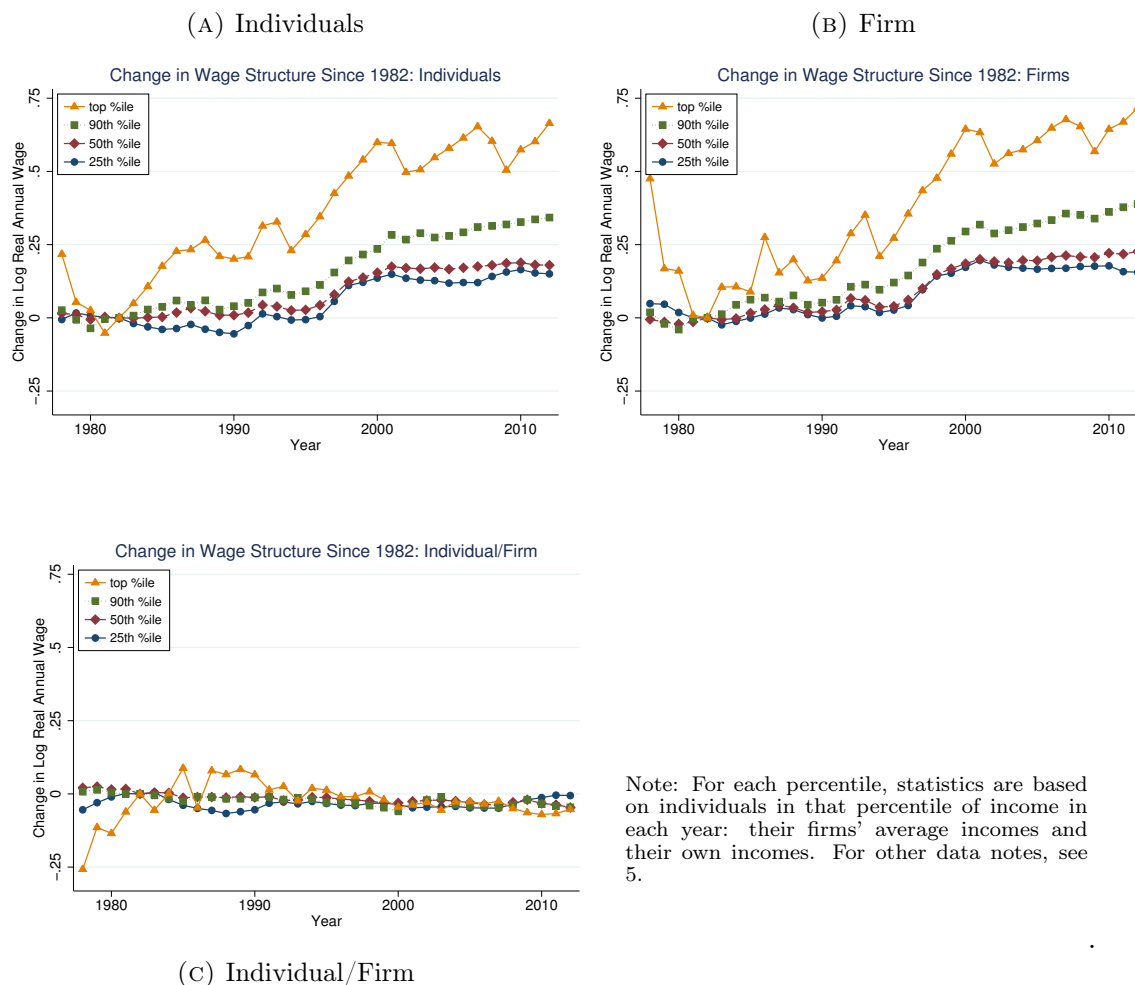 (A) Individuals
Change in Wage Structure Since 1982: Individuals
Change in Log Real Annual Wage
.75
.5
.25
0
-.25
top %ile
90th %ile
50th %ile
25th %ile
1980
1990
2000
2010
Year
(B) Firm
Change in Wage Structure Since 1982: Firms
Change in Log Real Annual Wage
.75
.5
.25
0
-.25
top %ile
90th %ile
50th %ile
25th %ile
1980
1990
2000
2010
Year
Change in Wage Structure Since 1982: Individual/Firm
Change in Log Real Annual Wage
.75
.5
.25
0
-.25
top %ile
90th %ile
50th %ile
25th %ile
1980
1990
2000
2010
Year
(C) Individual/Firm
Note: For each percentile, statistics are based
on individuals in that percentile of income in
each year: their firms' average incomes and
their own incomes. For other data notes, see
5.
.